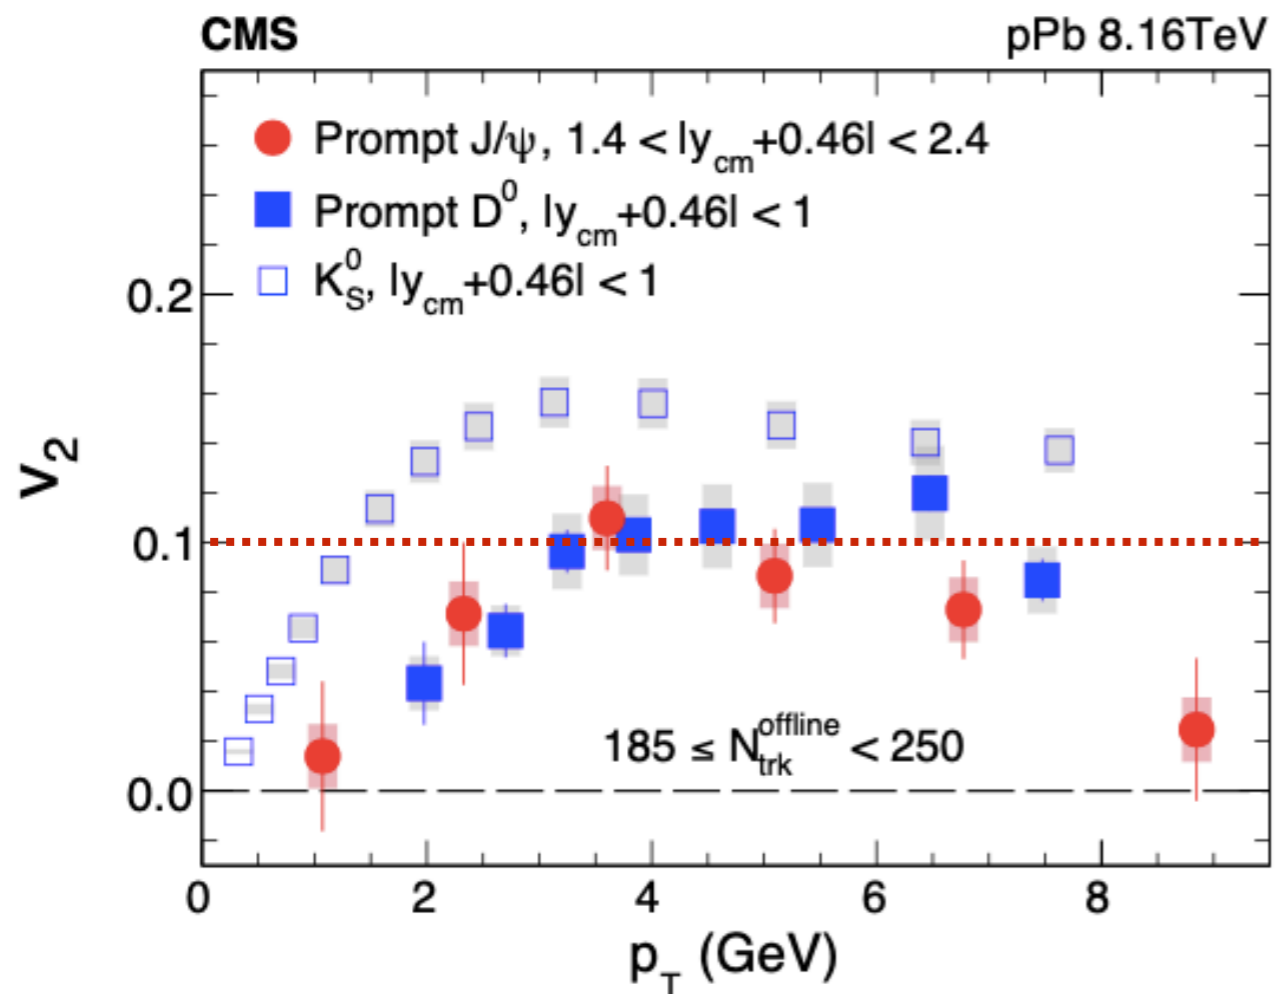 CMS pPb 8.16TeV
Prompt J/ψ, 1.4 < |y_cm+0.46| < 2.4
Prompt D^0, |y_cm+0.46| < 1
K_S^0, |y_cm+0.46| < 1
0.2
0.1
0.0
v_2
185 ≤ N_trk^offline < 250
0 2 4 6 8
p_T (GeV)